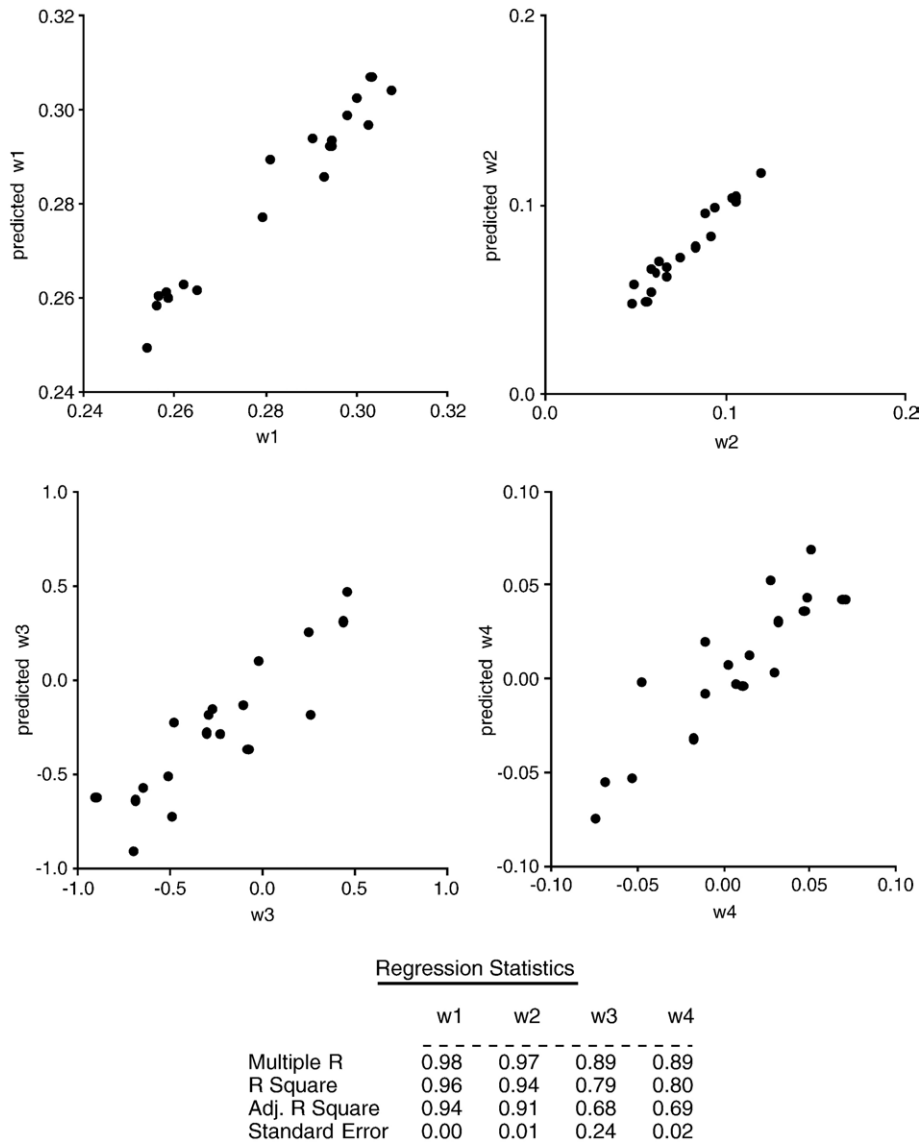 0.32
0.30
0.28
0.26
0.24
predicted w1
0.24 0.26 0.28 0.30 0.32
w1
0.2
0.1
0.0
predicted w2
0.0 0.1 0.2
w2
1.0
0.5
0.0
-0.5
-1.0
predicted w3
-1.0 -0.5 0.0 0.5 1.0
w3
0.10
0.05
0.00
-0.05
-0.10
predicted w4
-0.10 -0.05 0.00 0.05 0.10
w4
Regression Statistics
w1 w2 w3 w4
Multiple R 0.98 0.97 0.89 0.89
R Square 0.96 0.94 0.79 0.80
Adj. R Square 0.94 0.91 0.68 0.69
Standard Error 0.00 0.01 0.24 0.02